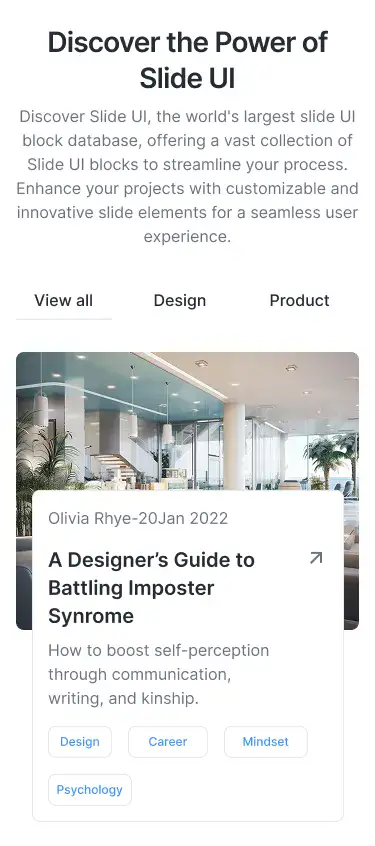 Discover the Power of
Slide UI
Discover Slide UI, the world's largest slide UI
block database, offering a vast collection of
Slide UI blocks to streamline your process.
Enhance your projects with customizable and
innovative slide elements for a seamless user
experience.
View all
Design
Product
Olivia Rhye-20Jan 2022
A Designer’s Guide to
Battling Imposter
Synrome
How to boost self-perception
through communication,
writing, and kinship.
Design
Career
Mindset
Psychology